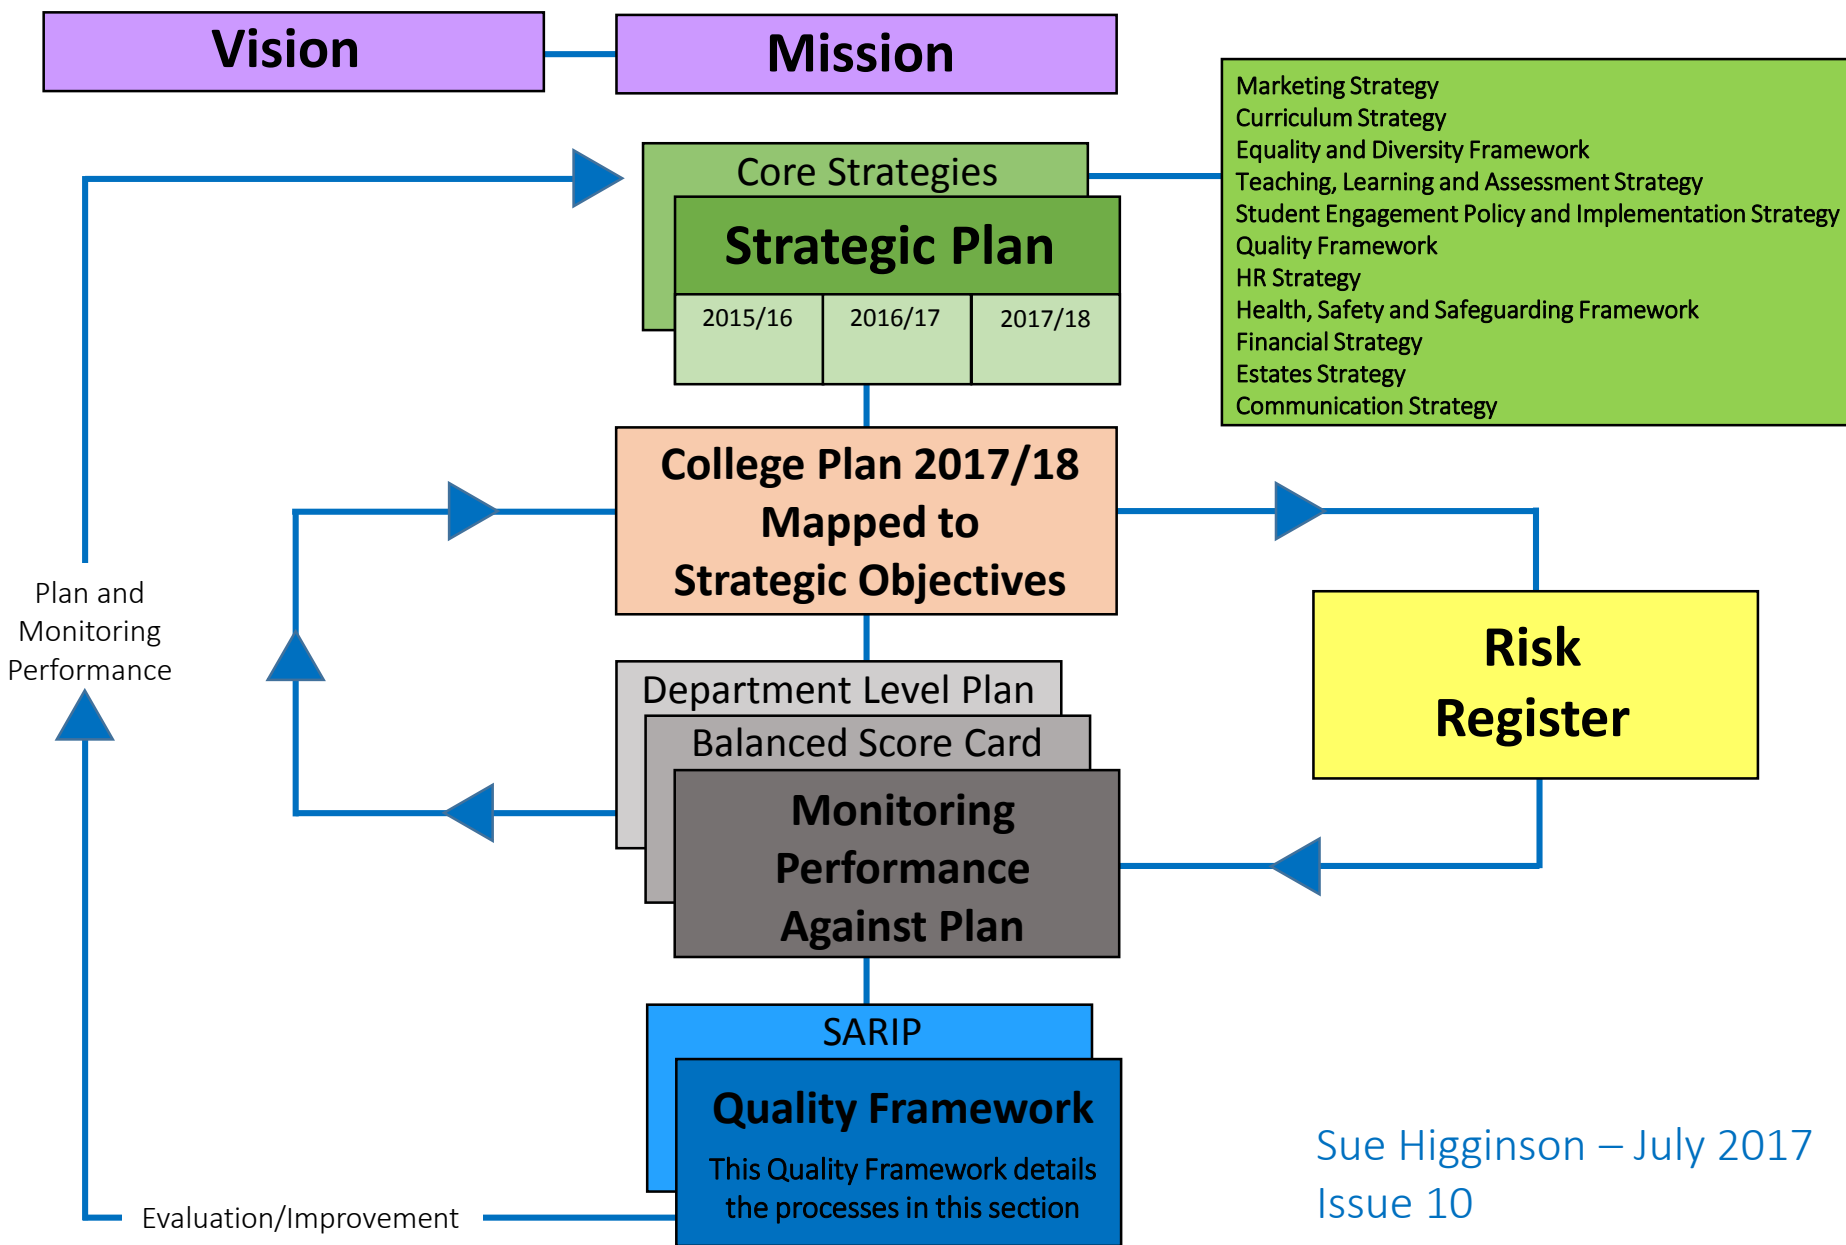 Vision
Mission
Marketing Strategy
Curriculum Strategy
Equality and Diversity Framework
Teaching, Learning and Assessment Strategy
Student Engagement Policy and Implementation Strategy
Quality Framework
HR Strategy
Health, Safety and Safeguarding Framework
Financial Strategy
Estates Strategy
Communication Strategy
Core Strategies
Strategic Plan
2015/16 2016/17 2017/18
College Plan 2017/18
Mapped to
Strategic Objectives
Plan and
Monitoring
Performance
Risk
Register
Department Level Plan
Balanced Score Card
Monitoring
Performance
Against Plan
SARIP
Quality Framework
This Quality Framework details
the processes in this section
Evaluation/Improvement
Sue Higginson – July 2017
Issue 10